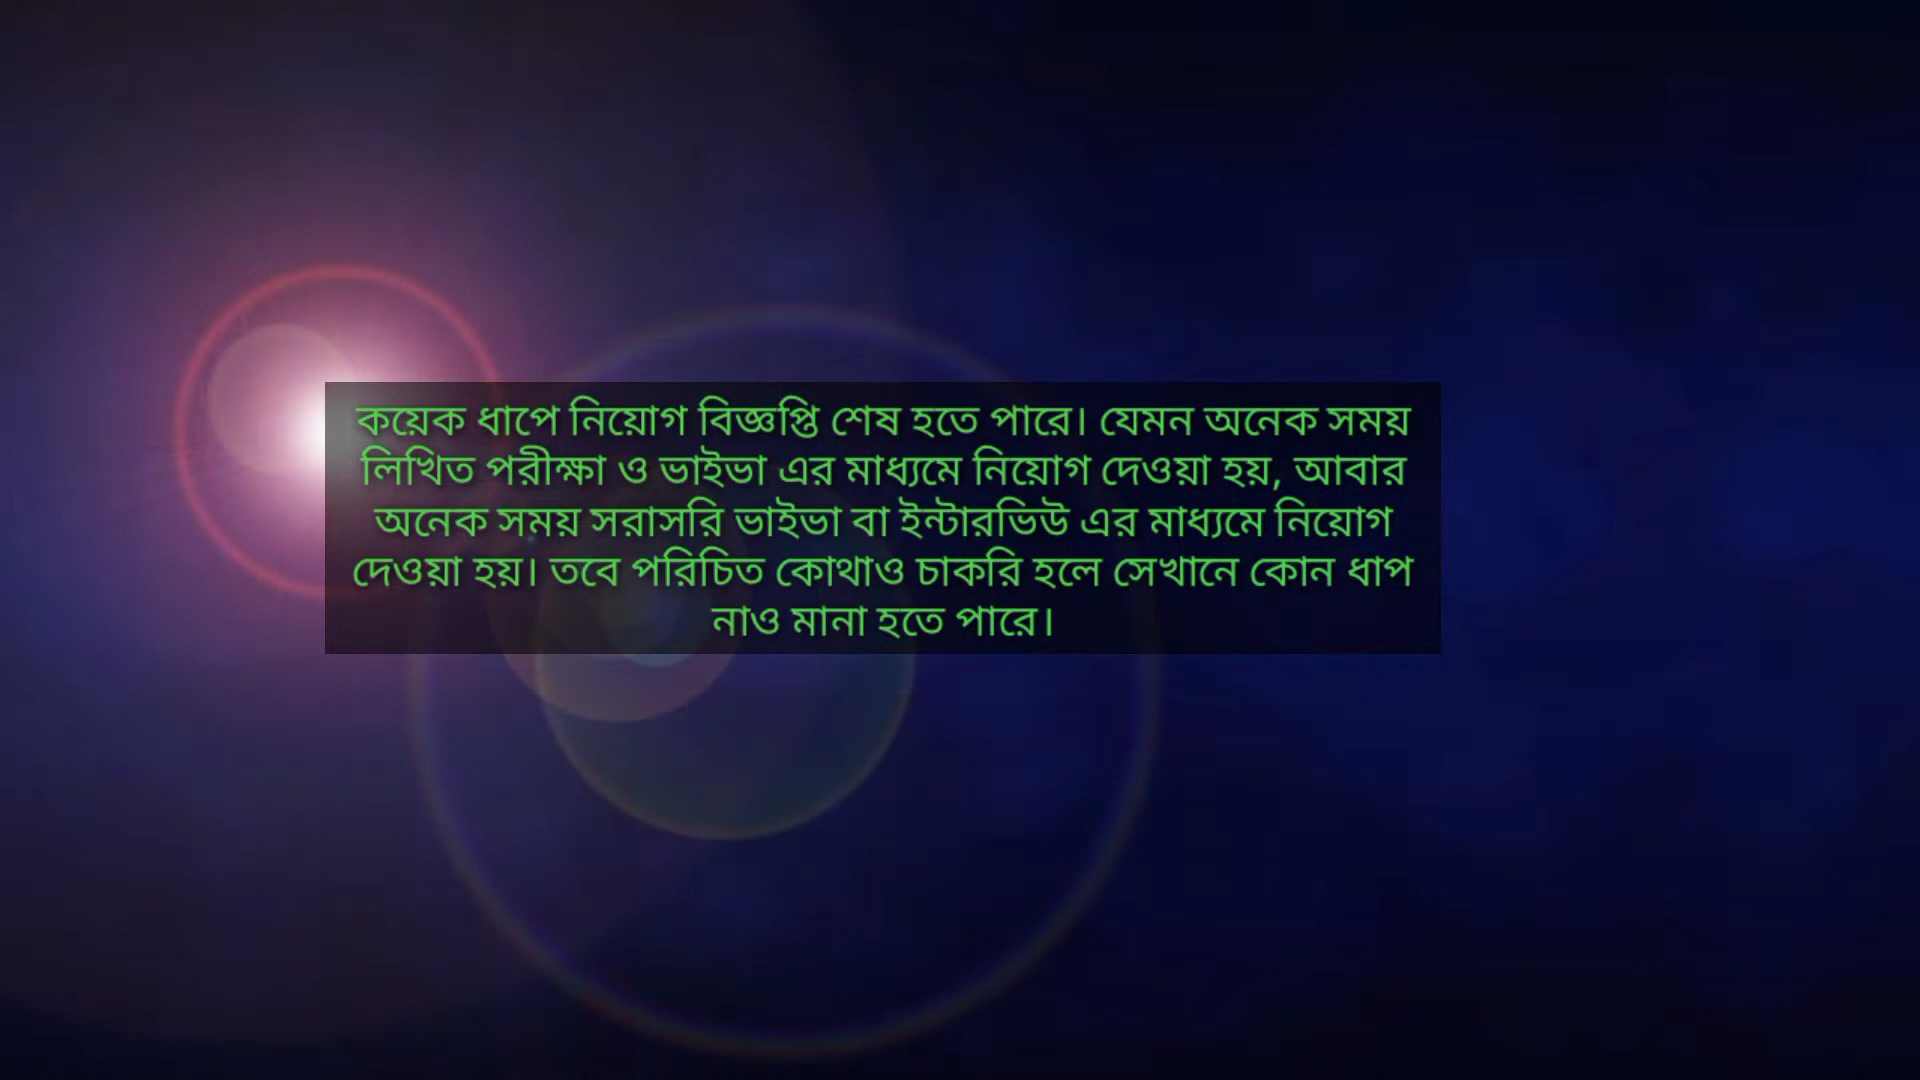 কয়েক ধাপে নিয়োগ বিজ্ঞপ্তি শেষ হতে পারে। যেমন অনেক সময়
লিখিত পরীক্ষা ও ভাইভা এর মাধ্যমে নিয়োগ দেওয়া হয়, আবার
অনেক সময় সরাসরি ভাইভা বা ইন্টারভিউ এর মাধ্যমে নিয়োগ
দেওয়া হয়। তবে পরিচিত কোথাও চাকরি হলে সেখানে কোন ধাপ
নাও মানা হতে পারে।